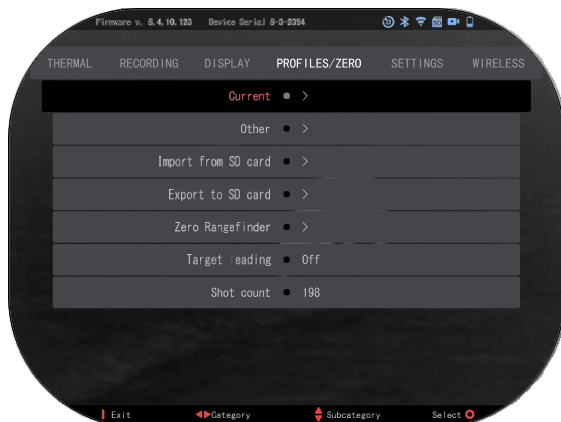 Firmware v. 5.4.10.123 Device Serial 5-3-2354
THERMAL RECORDING DISPLAY PROFILES/ZERO SETTINGS WIRELESS
Current >
Other >
Import from SD card >
Export to SD card >
Zero Rangefinder >
Target leading Off
Shot count 198
Exit Category Subcategory Select